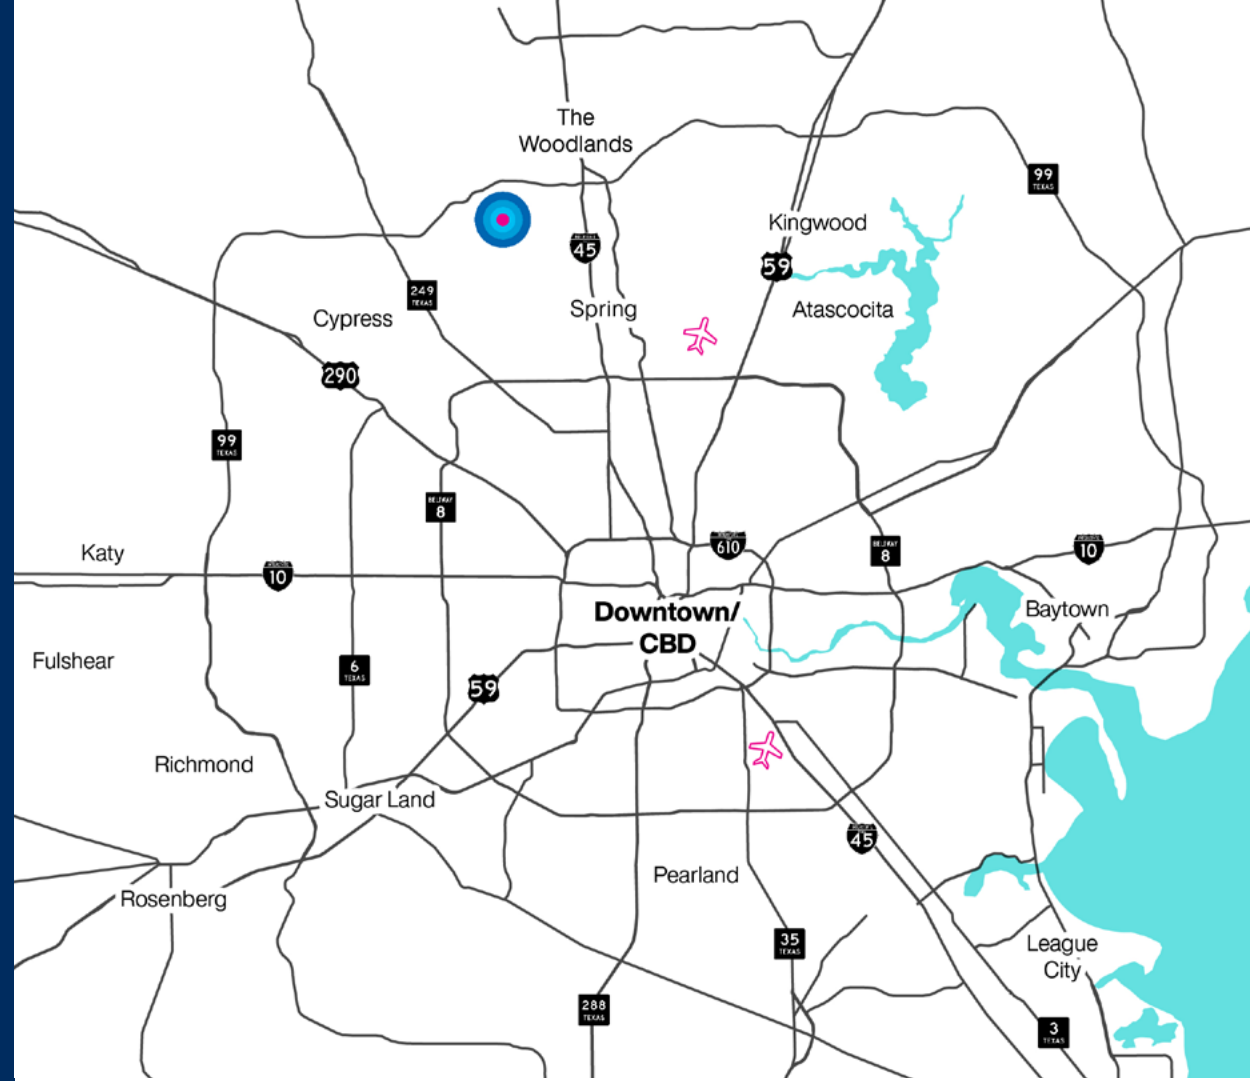 The
Woodlands
99
TEXAS
Kingwood
45
59
249
TEXAS
Spring
Atascocita
Cypress
290
99
TEXAS
BELTWAY
8
610
Katy
10
BELTWAY
8
10
Downtown/
CBD
Baytown
Fulshear
6
TEXAS
59
Richmond
Sugar Land
45
Pearland
Rosenberg
35
TEXAS
League
City
288
TEXAS
3
TEXAS